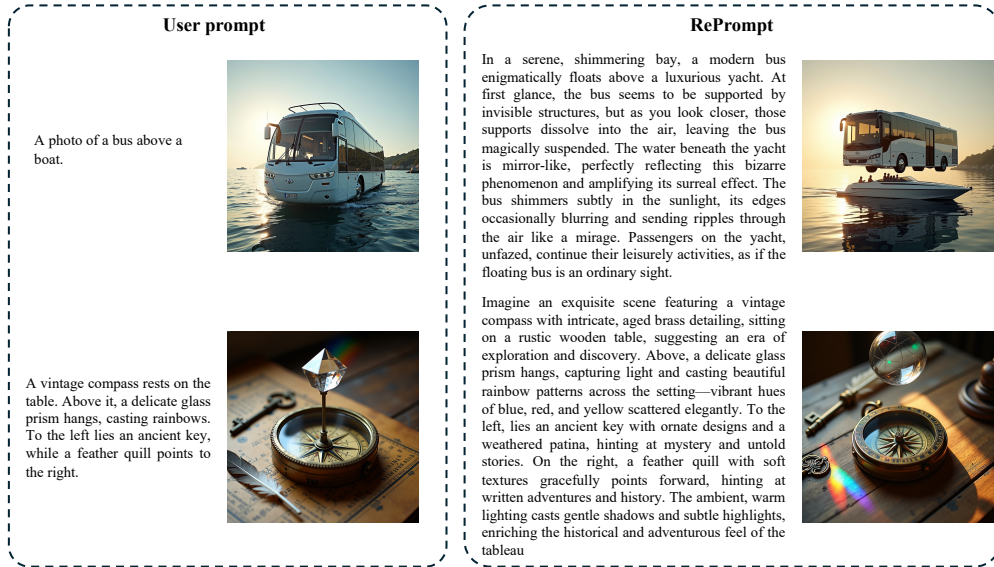 User prompt
A photo of a bus above a
boat.
A vintage compass rests on the
table. Above it, a delicate glass
prism hangs, casting rainbows.
To the left lies an ancient key,
while a feather quill points to
the right.
RePrompt
In a serene, shimmering bay, a modern bus
enigmatically floats above a luxurious yacht. At
first glance, the bus seems to be supported by
invisible structures, but as you look closer, those
supports dissolve into the air, leaving the bus
magically suspended. The water beneath the yacht
is mirror-like, perfectly reflecting this bizarre
phenomenon and amplifying its surreal effect. The
bus shimmers subtly in the sunlight, its edges
occasionally blurring and sending ripples through
the air like a mirage. Passengers on the yacht,
unfazed, continue their leisurely activities, as if the
floating bus is an ordinary sight.
Imagine an exquisite scene featuring a vintage
compass with intricate, aged brass detailing, sitting
on a rustic wooden table, suggesting an era of
exploration and discovery. Above, a delicate glass
prism hangs, capturing light and casting beautiful
rainbow patterns across the setting—vibrant hues
of blue, red, and yellow scattered elegantly. To the
left, lies an ancient key with ornate designs and a
weathered patina, hinting at mystery and untold
stories. On the right, a feather quill with soft
textures gracefully points forward, hinting at
written adventures and history. The ambient, warm
lighting casts gentle shadows and subtle highlights,
enriching the historical and adventurous feel of the
tableau